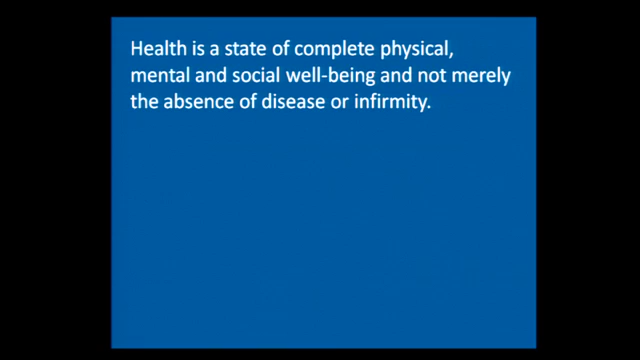 Health is a state of complete physical,
mental and social well-being and not merely
the absence of disease or infirmity.